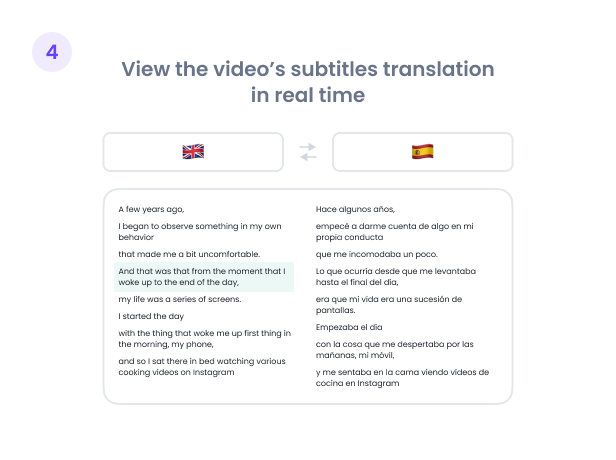 4
View the video’s subtitles translation
in real time
A few years ago,
I began to observe something in my own
behavior
that made me a bit uncomfortable.
And that was that from the moment that I
woke up to the end of the day,
my life was a series of screens.
I started the day
with the thing that woke me up first thing in
the morning, my phone,
and so I sat there in bed watching various
cooking videos on Instagram
Hace algunos años,
empecé a darme cuenta de algo en mi
propia conducta
que me incomodaba un poco.
Lo que ocurría desde que me levantaba
hasta el final del día,
era que mi vida era una sucesión de
pantallas.
Empezaba el día
con la cosa que me despertaba por las
mañanas, mi móvil,
y me sentaba en la cama viendo vídeos de
cocina en Instagram